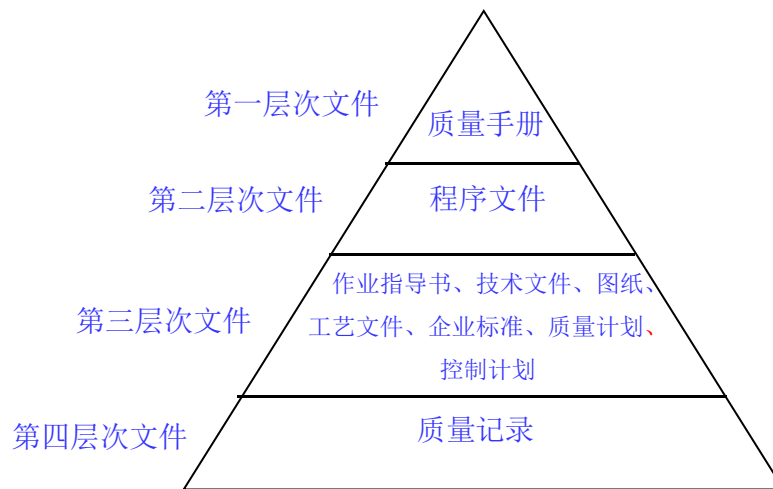 第一层次文件
质量手册
第二层次文件
程序文件
第三层次文件
作业指导书、技术文件、图纸、
工艺文件、企业标准、质量计划、
控制计划
第四层次文件
质量记录